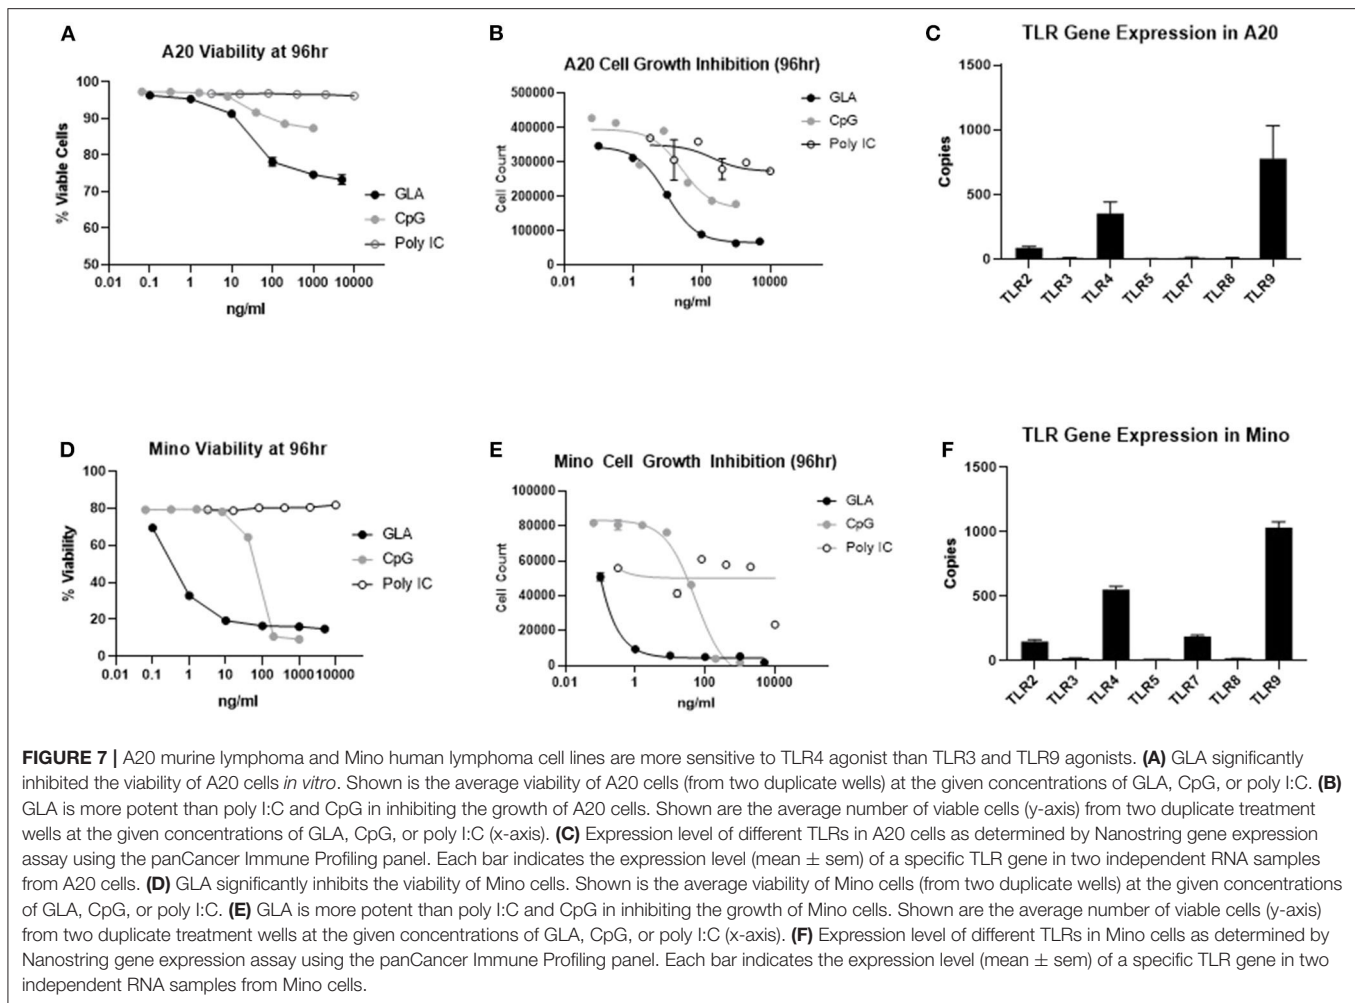 A
A20 Viability at 96hr
100
90
80
70
60
50
% Viable Cells
0.01 0.1 1 10 100 1000 10000
ng/ml
GLA
CpG
Poly IC
B
A20 Cell Growth Inhibition (96hr)
500000
400000
300000
200000
100000
0
Cell Count
0.01 1 100 10000
ng/ml
GLA
CpG
Poly IC
C
TLR Gene Expression in A20
1500
1000
500
0
Copies
TLR2 TLR3 TLR4 TLR5 TLR7 TLR8 TLR9
D
Mino Viability at 96hr
100
80
60
40
20
0
% Viability
0.01 0.1 1 10 100 1000 10000
ng/ml
GLA
CpG
Poly IC
E
Mino Cell Growth Inhibition (96hr)
100000
80000
60000
40000
20000
0
Cell Count
0.01 1 100 10000
ng/ml
GLA
CpG
Poly IC
F
TLR Gene Expression in Mino
1500
1000
500
0
Copies
TLR2 TLR3 TLR4 TLR5 TLR7 TLR8 TLR9
FIGURE 7 | A20 murine lymphoma and Mino human lymphoma cell lines are more sensitive to TLR4 agonist than TLR3 and TLR9 agonists. (A) GLA significantly
inhibited the viability of A20 cells in vitro. Shown is the average viability of A20 cells (from two duplicate wells) at the given concentrations of GLA, CpG, or poly I:C. (B)
GLA is more potent than poly I:C and CpG in inhibiting the growth of A20 cells. Shown are the average number of viable cells (y-axis) from two duplicate treatment
wells at the given concentrations of GLA, CpG, or poly I:C (x-axis). (C) Expression level of different TLRs in A20 cells as determined by Nanostring gene expression
assay using the panCancer Immune Profiling panel. Each bar indicates the expression level (mean ± sem) of a specific TLR gene in two independent RNA samples
from A20 cells. (D) GLA significantly inhibits the viability of Mino cells. Shown is the average viability of Mino cells (from two duplicate wells) at the given concentrations
of GLA, CpG, or poly I:C. (E) GLA is more potent than poly I:C and CpG in inhibiting the growth of Mino cells. Shown are the average number of viable cells (y-axis)
from two duplicate treatment wells at the given concentrations of GLA, CpG, or poly I:C (x-axis). (F) Expression level of different TLRs in Mino cells as determined by
Nanostring gene expression assay using the panCancer Immune Profiling panel. Each bar indicates the expression level (mean ± sem) of a specific TLR gene in two
independent RNA samples from Mino cells.